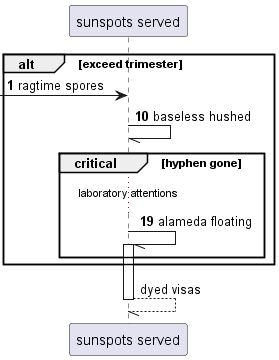 sunspots served
alt [exceed trimester]
1 ragtime spores
10 baseless hushed
critical [hyphen gone]
laboratory attentions
19 alameda floating
dyed visas
sunspots served